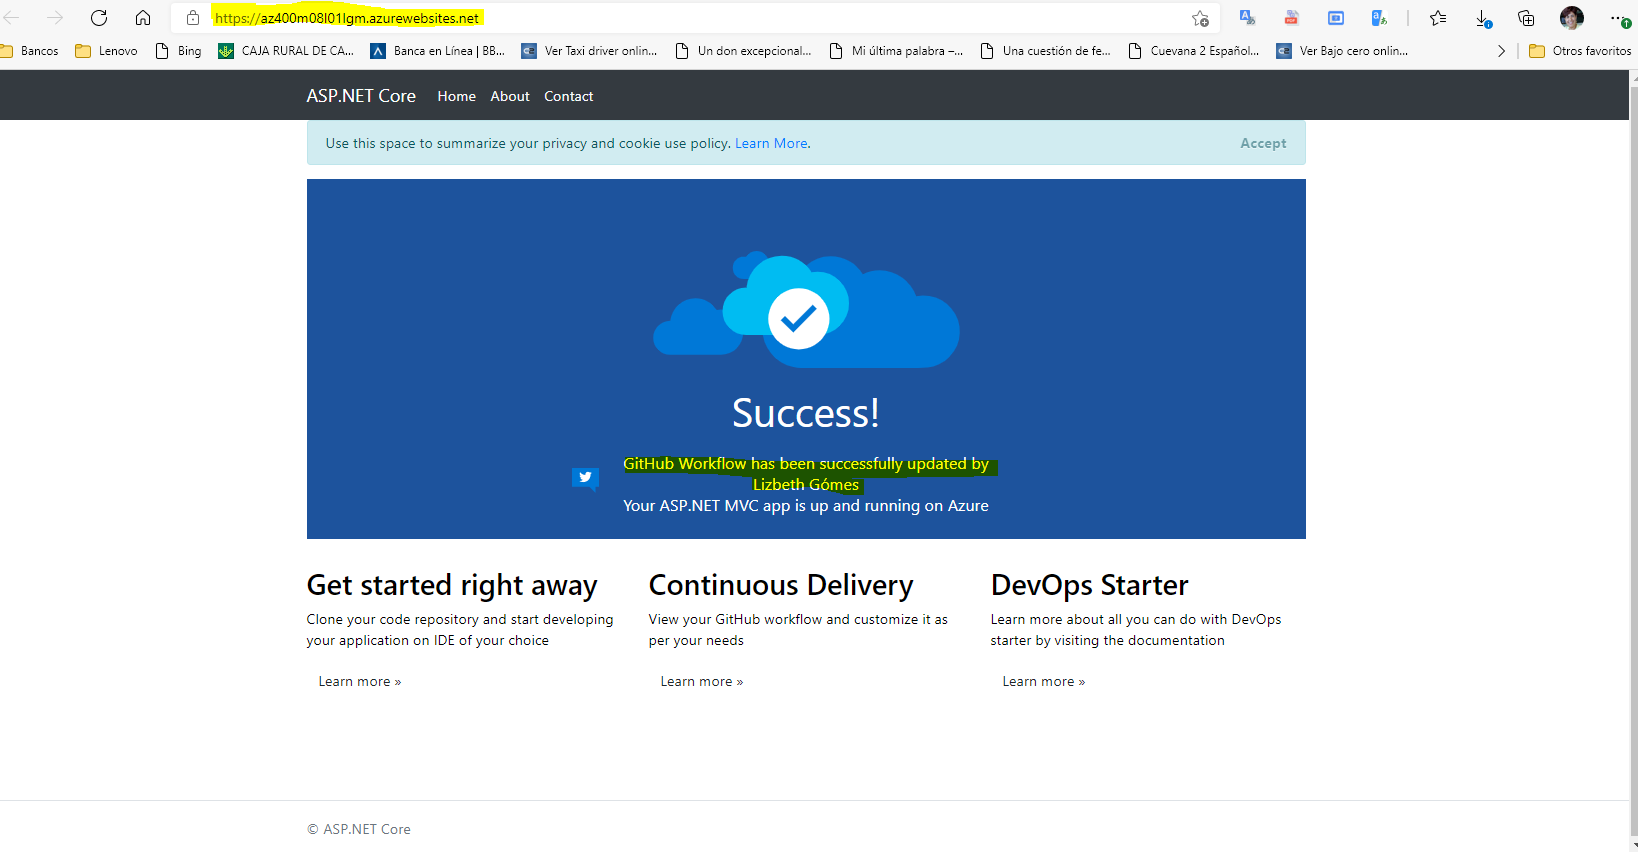 https://az400m08l01lgm.azurewebsites.net
Bancos Lenovo Bing CAJA RURAL DE CA... Banca en Línea | BB... Ver Taxi driver onlin... Un don excepcional... Mi última palabra –... Una cuestión de fe... Cuevana 2 Español... Ver Bajo cero onlin... Otros favoritos
ASP.NET Core Home About Contact
Use this space to summarize your privacy and cookie use policy. Learn More. Accept
Success!
GitHub Workflow has been successfully updated by
Lizbeth Gómes
Your ASP.NET MVC app is up and running on Azure
Get started right away
Clone your code repository and start developing
your application on IDE of your choice
Learn more »
Continuous Delivery
View your GitHub workflow and customize it as
per your needs
Learn more »
DevOps Starter
Learn more about all you can do with DevOps
starter by visiting the documentation
Learn more »
© ASP.NET Core